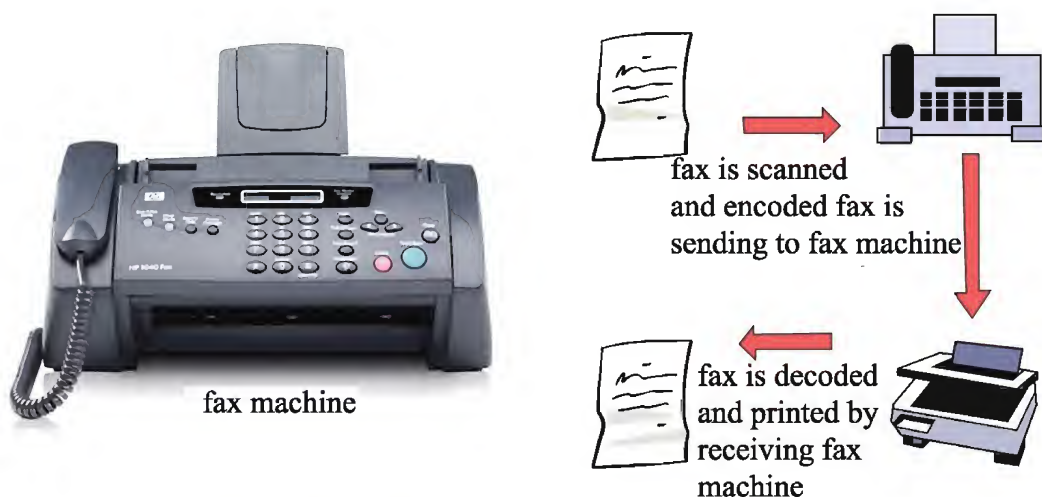 fax machine
fax is scanned
and encoded fax is
sending to fax machine
fax is decoded
and printed by
receiving fax
machine